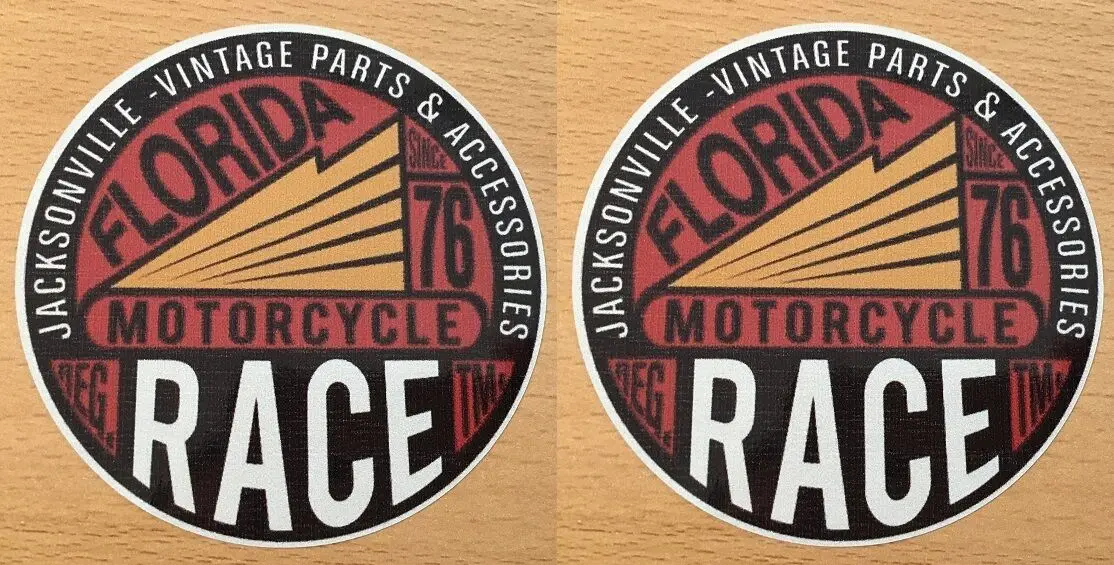 JACKSONVILLE -VINTAGE PARTS & ACCESSORIES
FLORIDA
SINCE
76
MOTORCYCLE
REG.
TM.
RACE
JACKSONVILLE -VINTAGE PARTS & ACCESSORIES
FLORIDA
SINCE
76
MOTORCYCLE
REG.
TM.
RACE